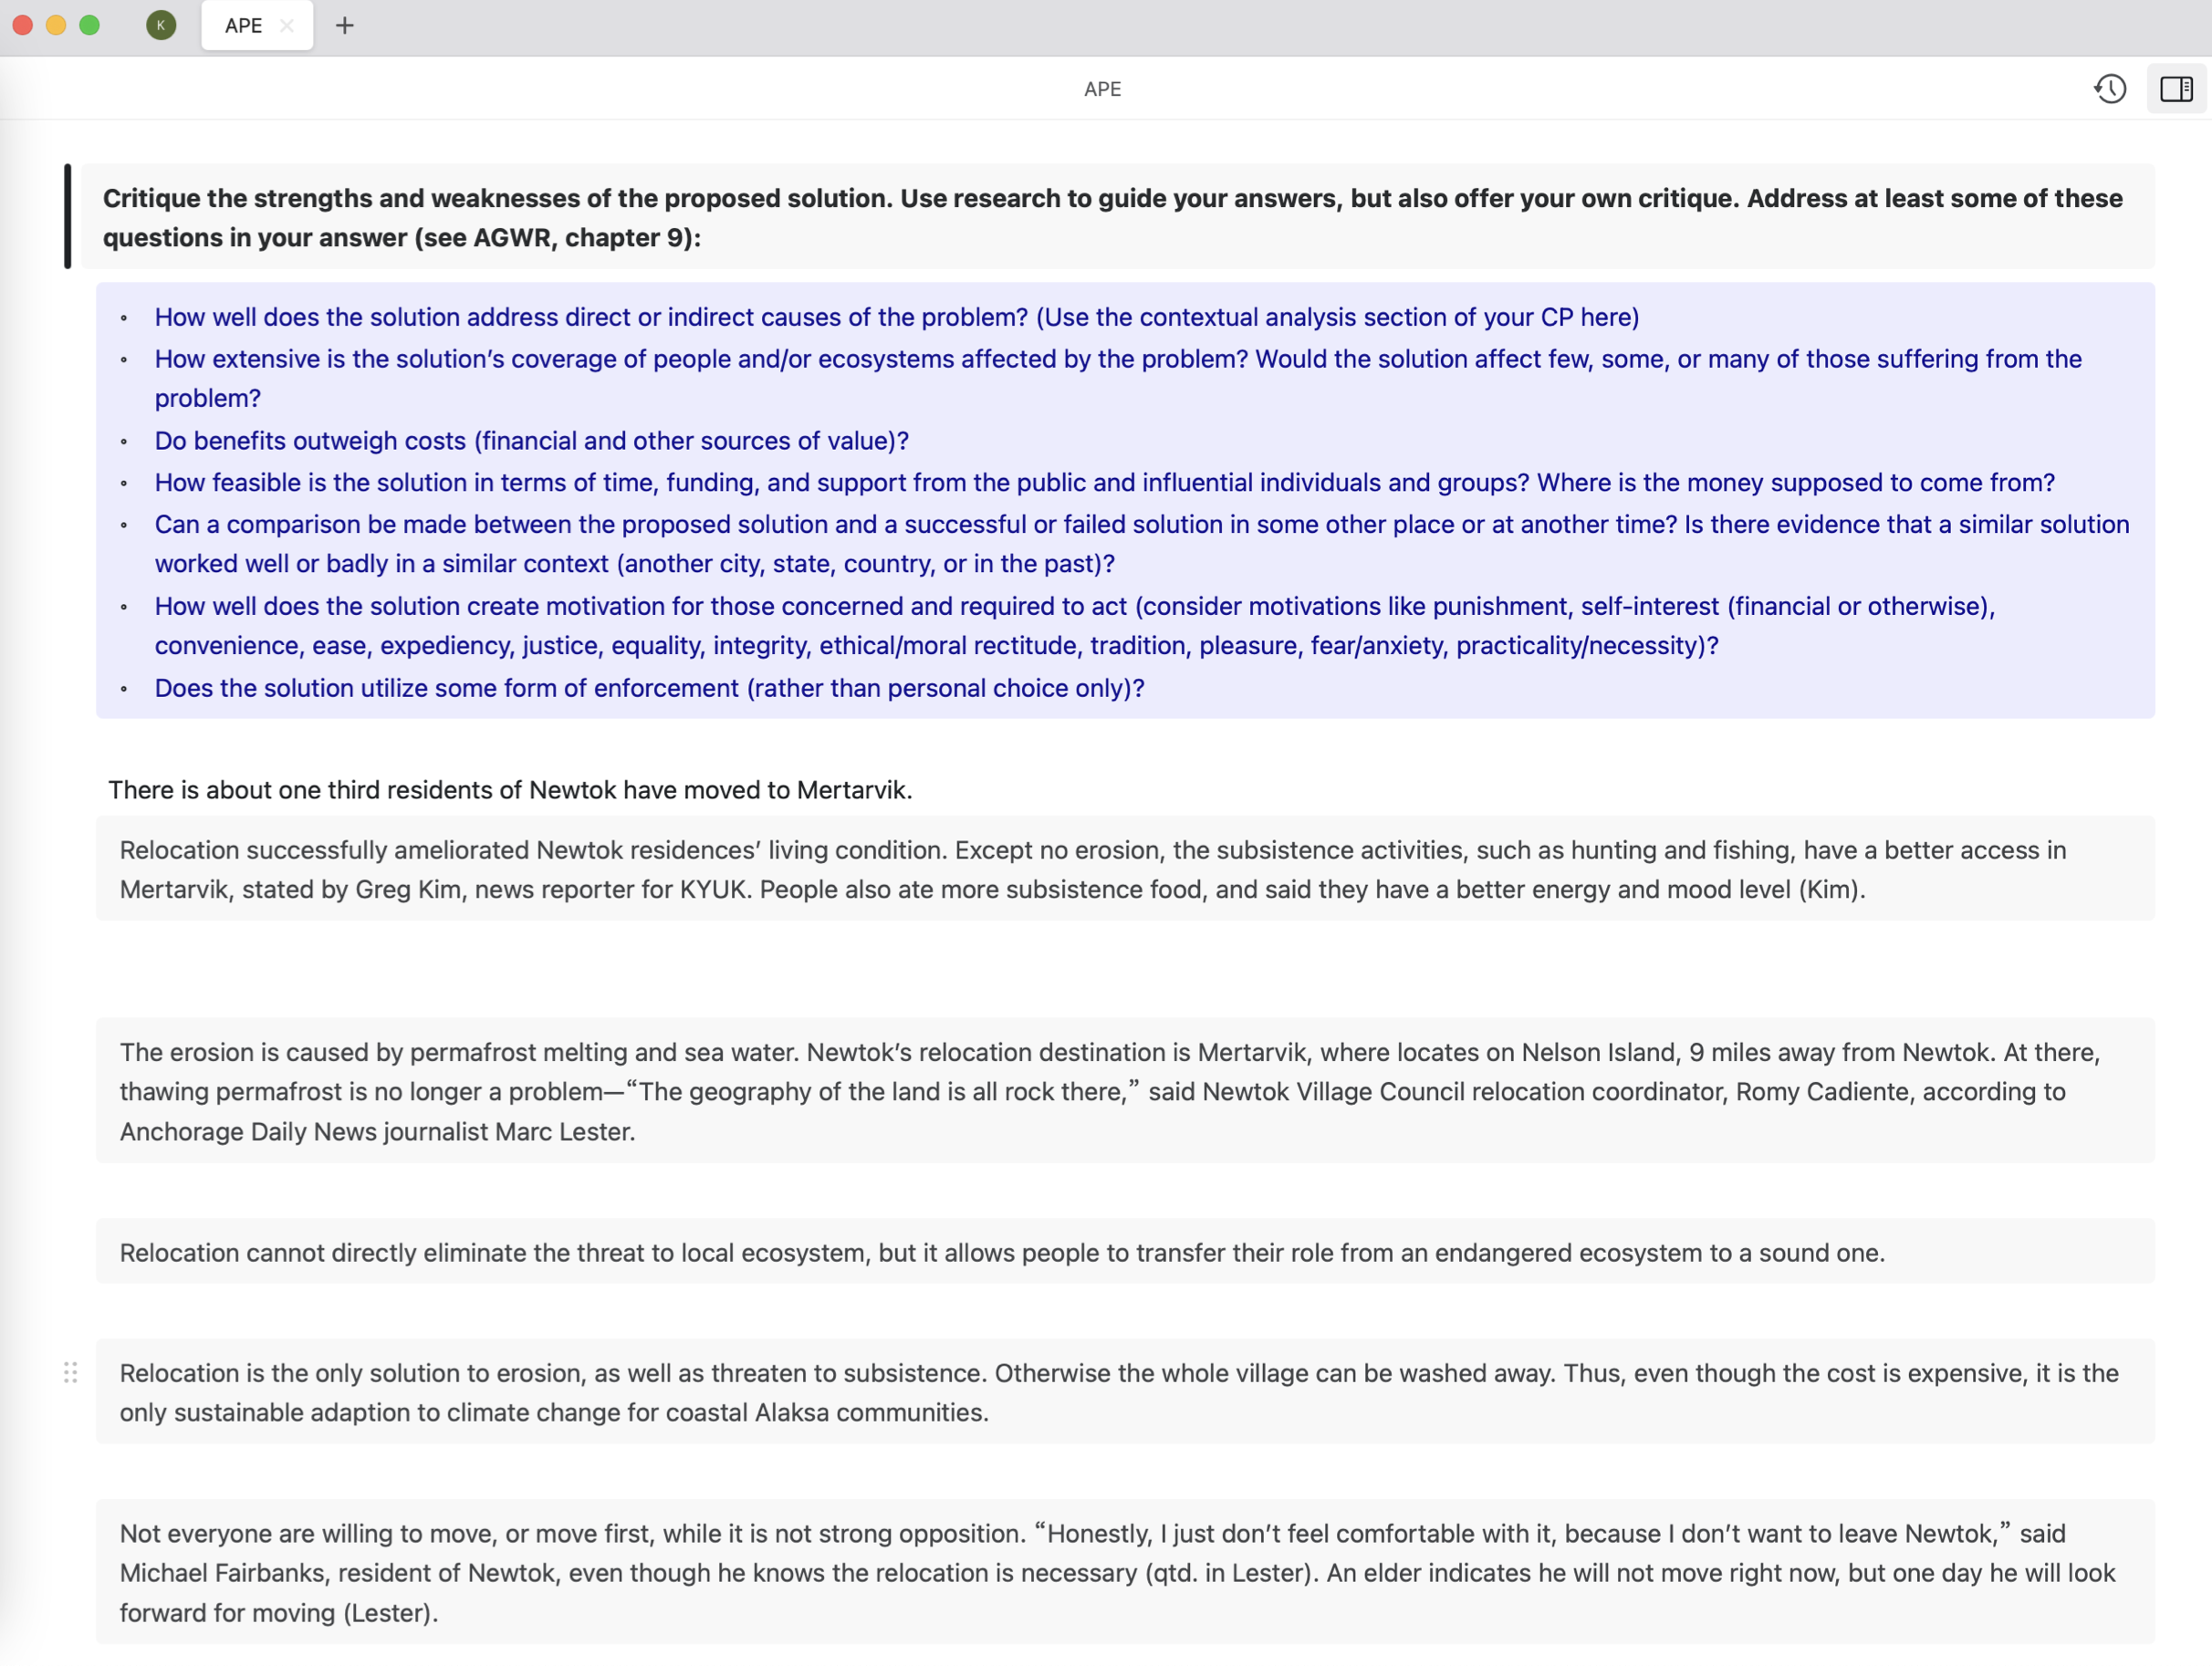 K
APE
APE
Critique the strengths and weaknesses of the proposed solution. Use research to guide your answers, but also offer your own critique. Address at least some of these
questions in your answer (see AGWR, chapter 9):
How well does the solution address direct or indirect causes of the problem? (Use the contextual analysis section of your CP here)
How extensive is the solution’s coverage of people and/or ecosystems affected by the problem? Would the solution affect few, some, or many of those suffering from the
problem?
Do benefits outweigh costs (financial and other sources of value)?
How feasible is the solution in terms of time, funding, and support from the public and influential individuals and groups? Where is the money supposed to come from?
Can a comparison be made between the proposed solution and a successful or failed solution in some other place or at another time? Is there evidence that a similar solution
worked well or badly in a similar context (another city, state, country, or in the past)?
How well does the solution create motivation for those concerned and required to act (consider motivations like punishment, self-interest (financial or otherwise),
convenience, ease, expediency, justice, equality, integrity, ethical/moral rectitude, tradition, pleasure, fear/anxiety, practicality/necessity)?
Does the solution utilize some form of enforcement (rather than personal choice only)?
There is about one third residents of Newtok have moved to Mertarvik.
Relocation successfully ameliorated Newtok residences’ living condition. Except no erosion, the subsistence activities, such as hunting and fishing, have a better access in
Mertarvik, stated by Greg Kim, news reporter for KYUK. People also ate more subsistence food, and said they have a better energy and mood level (Kim).
The erosion is caused by permafrost melting and sea water. Newtok’s relocation destination is Mertarvik, where locates on Nelson Island, 9 miles away from Newtok. At there,
thawing permafrost is no longer a problem—“The geography of the land is all rock there,” said Newtok Village Council relocation coordinator, Romy Cadiente, according to
Anchorage Daily News journalist Marc Lester.
Relocation cannot directly eliminate the threat to local ecosystem, but it allows people to transfer their role from an endangered ecosystem to a sound one.
Relocation is the only solution to erosion, as well as threaten to subsistence. Otherwise the whole village can be washed away. Thus, even though the cost is expensive, it is the
only sustainable adaption to climate change for coastal Alaksa communities.
Not everyone are willing to move, or move first, while it is not strong opposition. “Honestly, I just don’t feel comfortable with it, because I don’t want to leave Newtok,” said
Michael Fairbanks, resident of Newtok, even though he knows the relocation is necessary (qtd. in Lester). An elder indicates he will not move right now, but one day he will look
forward for moving (Lester).